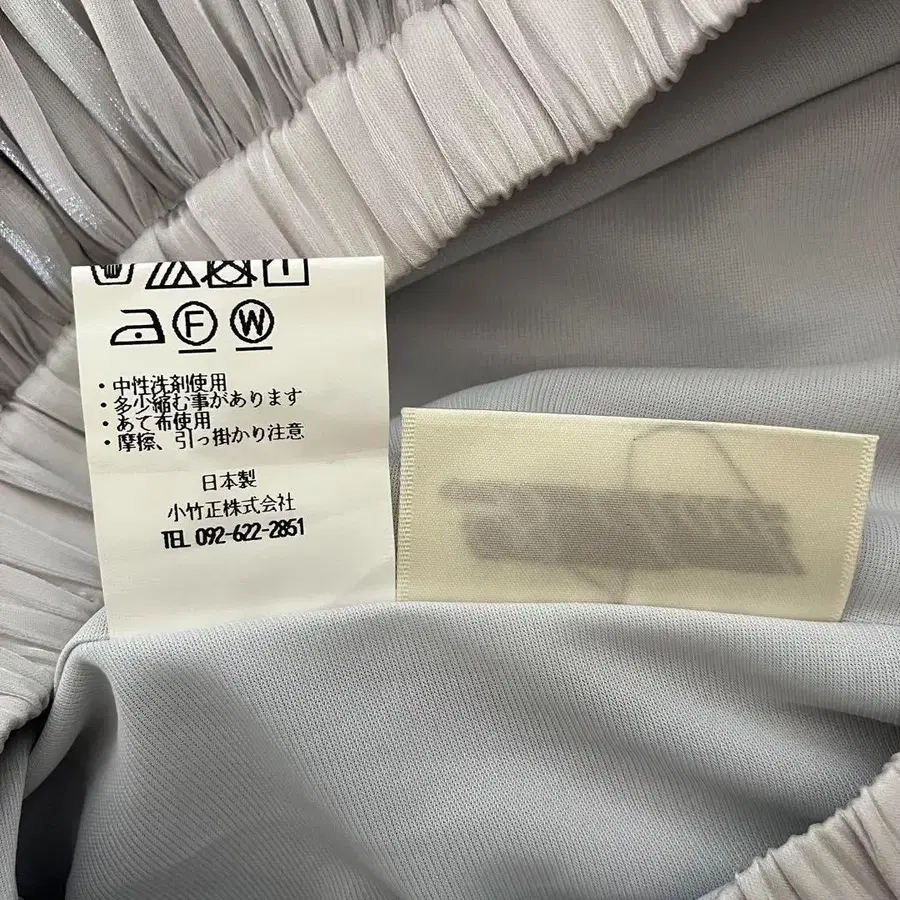 F W
・中性洗剤使用
・多少縮む事があります
・あて布使用
・摩擦、引っ掛かり注意
日本製
小竹正株式会社
TEL 092-622-2851